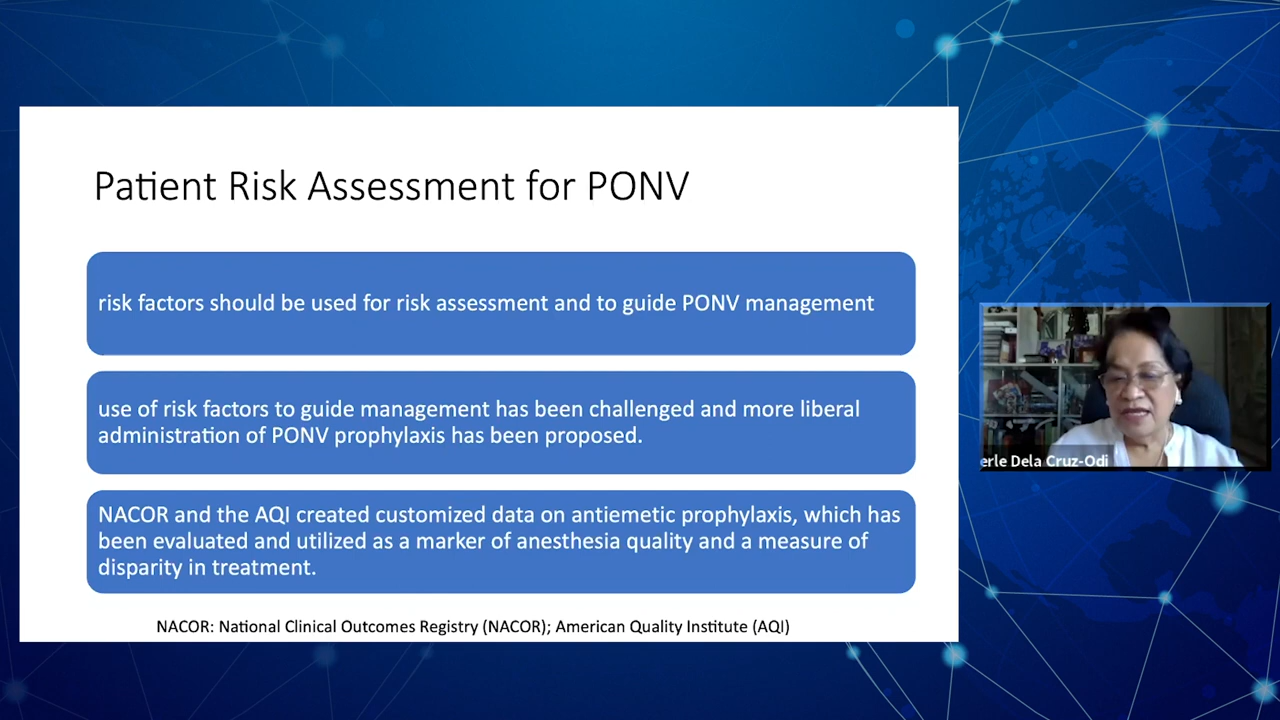 Patient Risk Assessment for PONV
risk factors should be used for risk assessment and to guide PONV management
use of risk factors to guide management has been challenged and more liberal
administration of PONV prophylaxis has been proposed.
NACOR and the AQI created customized data on antiemetic prophylaxis, which has
been evaluated and utilized as a marker of anesthesia quality and a measure of
disparity in treatment.
NACOR: National Clinical Outcomes Registry (NACOR); American Quality Institute (AQI)
erle Dela Cruz-Odi